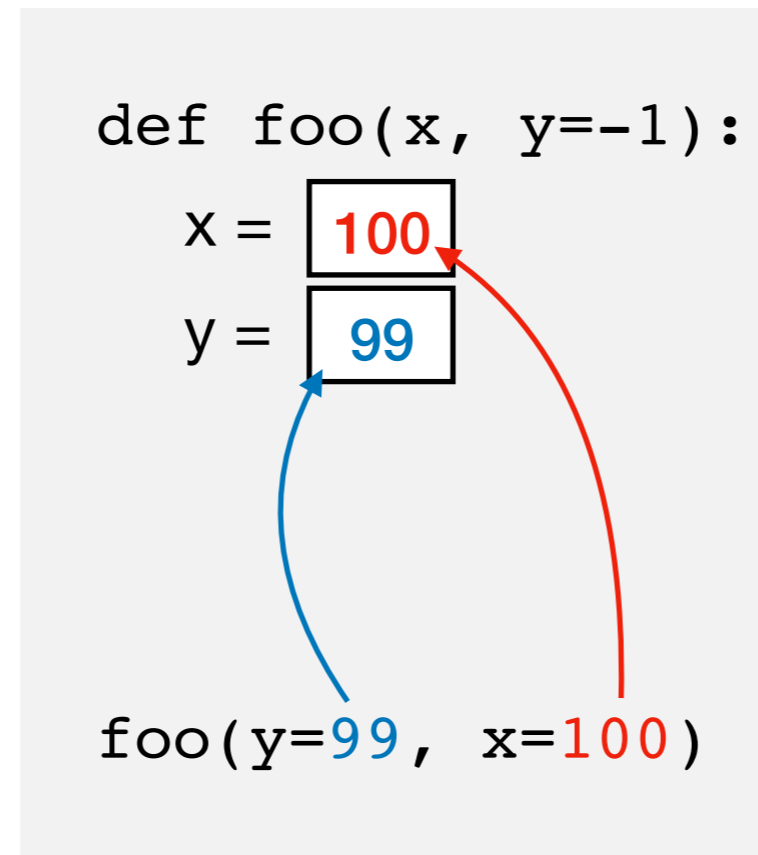 def foo(x, y=-1):
x = 100
y = 99
foo(y=99, x=100)